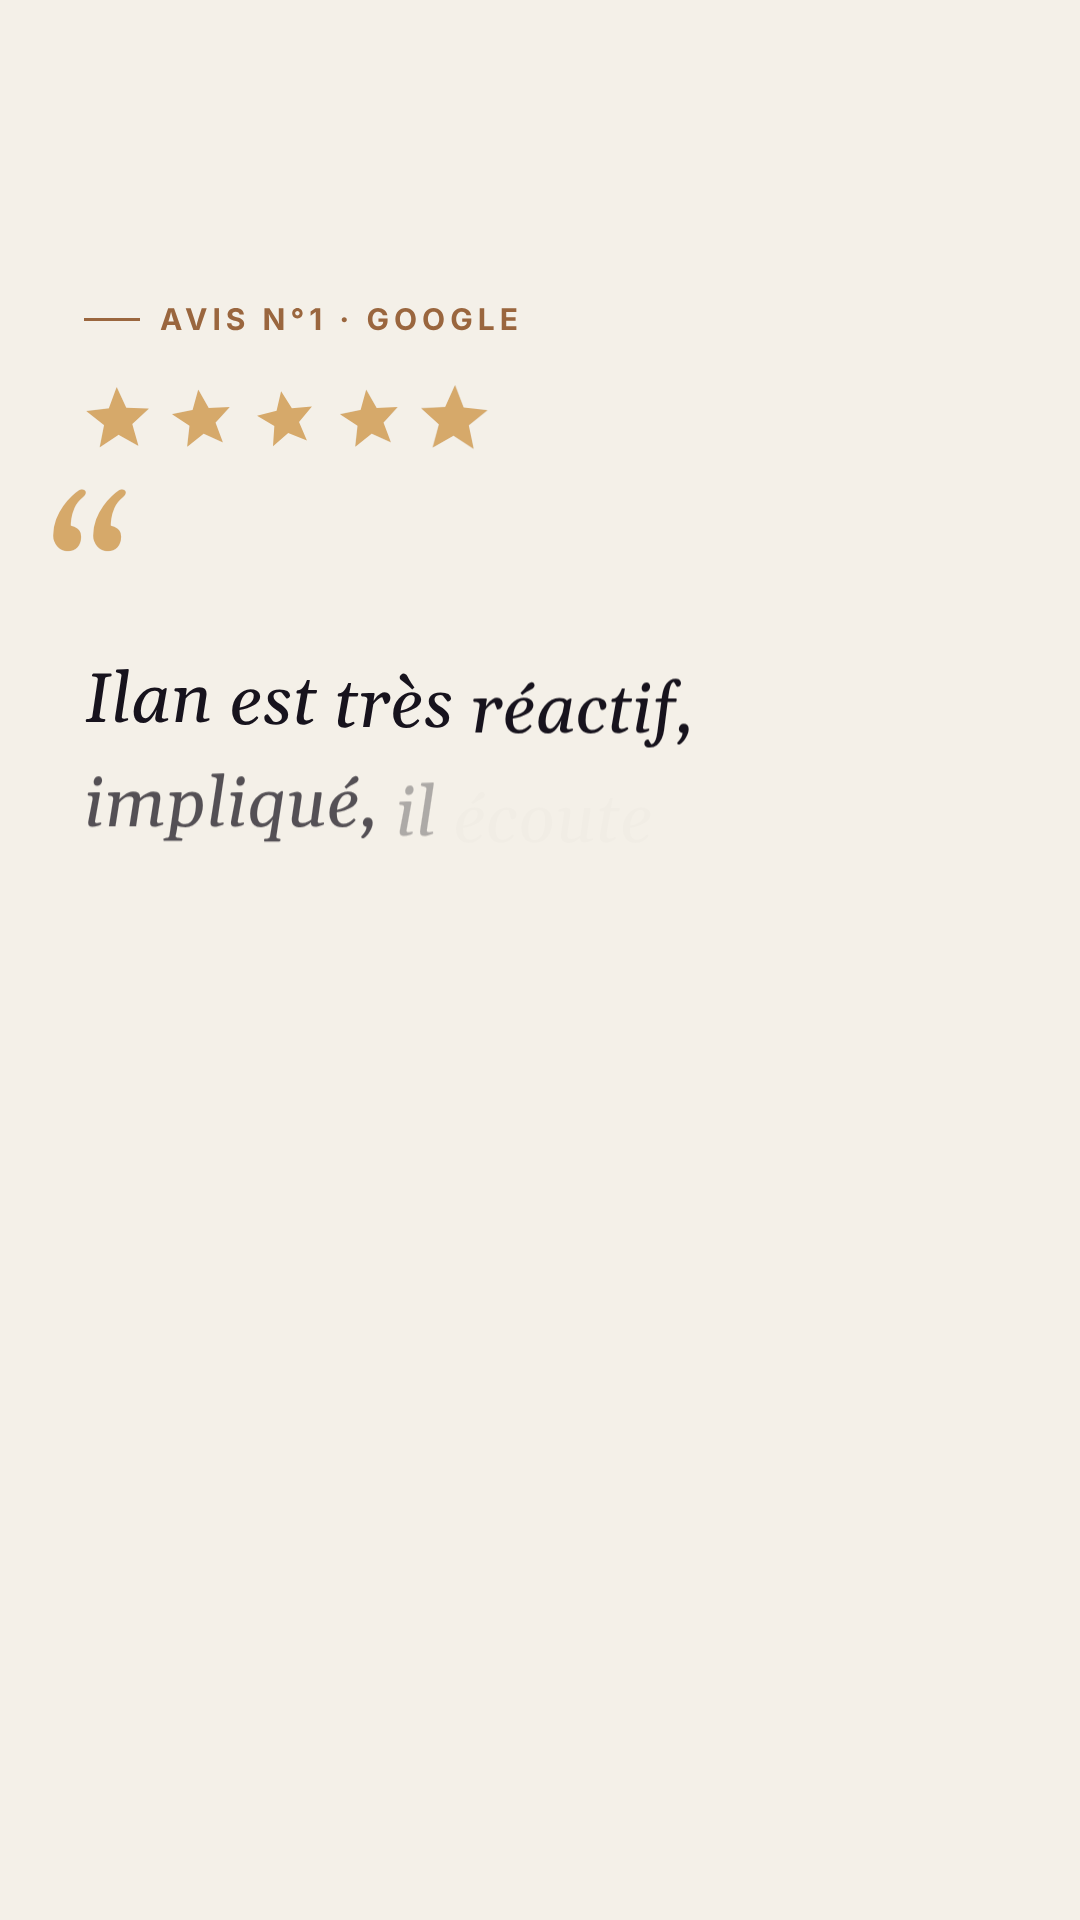 AVIS N°1 · GOOGLE
“
Ilan est très réactif,
impliqué, il écoute